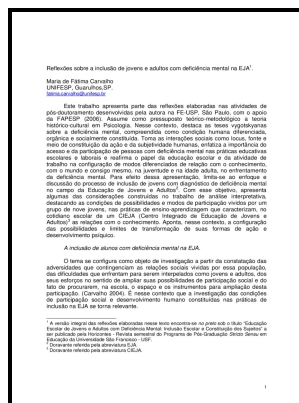 Reflexões sobre a inclusão de jovens e adultos com deficiência mental na EJA¹.
Maria de Fátima Carvalho
UNIFESP, Guarulhos,SP.
fatima.carvalho@unifesp.br
Este trabalho apresenta parte das reflexões elaboradas nas atividades de
pós-doutoramento desenvolvidas pela autora na FE-USP, São Paulo, com o apoio
da FAPESP (2006). Assume como pressuposto teórico-metodológico a teoria
histórico-cultural em Psicologia. Nesse contexto, destaca as teses vygotskyanas
sobre a deficiência mental, compreendida como condição humana diferenciada,
orgânica e socialmente constituída. Toma as interações sociais como locus, fonte e
meio de constituição da ação e da subjetividade humanas, enfatiza a importância do
acesso e da participação de pessoas com deficiência mental nas práticas educativas
escolares e laborais e reafirma o papel da educação escolar e da atividade de
trabalho na configuração de modos diferenciados de relação com o conhecimento,
com o mundo e consigo mesmo, na juventude e na idade adulta, no enfrentamento
da deficiência mental. Para efeito dessa apresentação, limita-se ao enfoque e
discussão do processo de inclusão de jovens com diagnóstico de deficiência mental
no campo da Educação de Jovens e Adultos². Com esse objetivo, apresenta
algumas das considerações construídas no trabalho de análise interpretativa,
destacando as condições e possibilidades e modos de participação vividos por um
grupo de nove jovens, nas práticas de ensino-aprendizagem que caracterizam, no
cotidiano escolar de um CIEJA (Centro Integrado de Educação de Jovens e
Adultos)³ as relações com o conhecimento. Aponta, nesse contexto, a configuração
das possibilidades e limites de transformação de suas formas de ação e
desenvolvimento psíquico.
A inclusão de alunos com deficiência mental na EJA.
O tema se configura como objeto de investigação a partir da constatação das
adversidades que contingenciam as relações sociais vividas por essa população,
das dificuldades que enfrentam para serem interpelados como jovens e adultos, dos
seus esforços no sentido de ampliar suas possibilidades de participação social e do
fato de procurarem, na escola, o espaço e os instrumentos para ampliação desta
participação. (Carvalho 2004). É nesse contexto que a investigação das condições
de participação social e desenvolvimento humano constituídas nas práticas de
inclusão na EJA se torna relevante.
¹ A versão integral das reflexões elaboradas nesse texto encontra-se no prelo sob o título "Educação
Escolar de Jovens e Adultos com Deficiência Mental: Inclusão Escolar e Constituição dos Sujeitos" a
ser publicado pela Horizontes - Revista semestral do Programa de Pós-Graduação Stricto Sensu em
Educação da Universidade São Francisco - USF.
² Doravante referida pela abreviatura EJA.
³ Doravante referida pela abreviatura CIEJA.
1